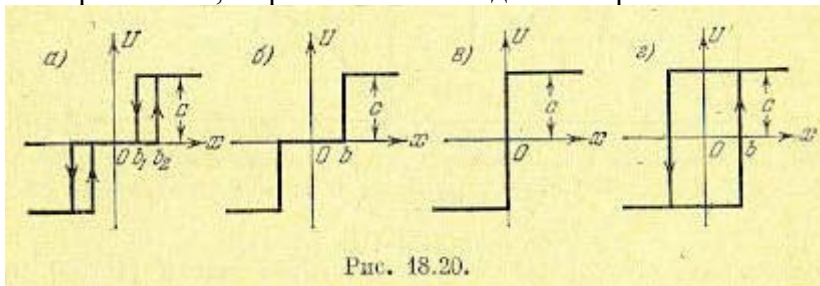 а) U c 0 b₁ b₂ x б) U c 0 b x в) U c 0 x г) U c 0 b x
Рис. 18.20.